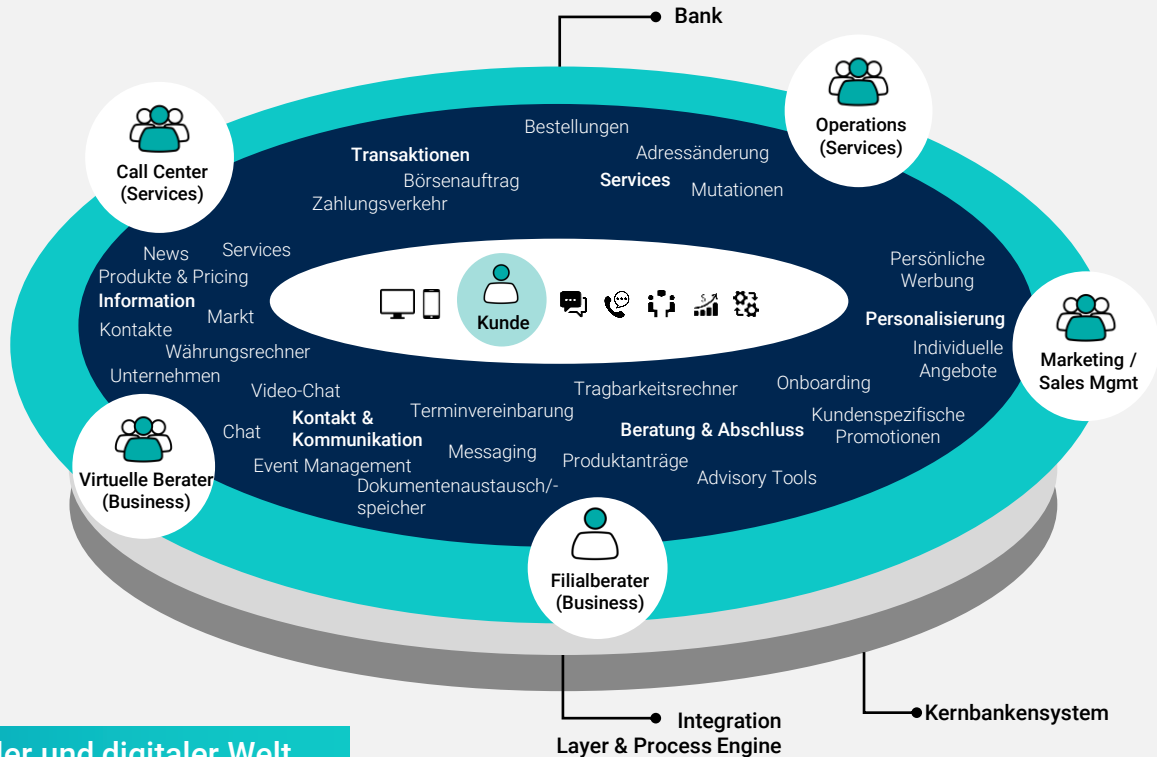 Bank
Operations
(Services)
Call Center
(Services)
Bestellungen
Transaktionen
Adressänderung
Börsenauftrag
Services
Mutationen
Zahlungsverkehr
News
Services
Produkte & Pricing
Information
Kontakte
Markt
Währungsrechner
Unternehmen
Kunde
Persönliche
Werbung
Personalisierung
Individuelle
Angebote
Marketing /
Sales Mgmt
Video-Chat
Kontakt &
Kommunikation
Chat
Terminvereinbarung
Messaging
Event Management
Dokumentenaustausch/-
speicher
Tragbarkeitsrechner
Onboarding
Beratung & Abschluss
Kundenspezifische
Promotionen
Produktanträge
Advisory Tools
Virtuelle Berater
(Business)
Filialberater
(Business)
Integration
Layer & Process Engine
Kernbankensystem
und digitaler Welt